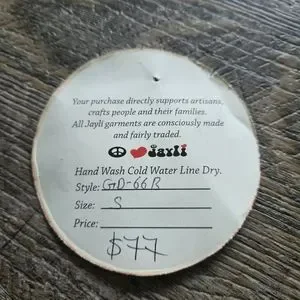 Your purchase directly supports artisans,
crafts people and their families.
All Jayli garments are consciously made
and fairly traded.
Jayli
Hand Wash Cold Water Line Dry.
Style: GD-66R
Size: S
Price:
$77